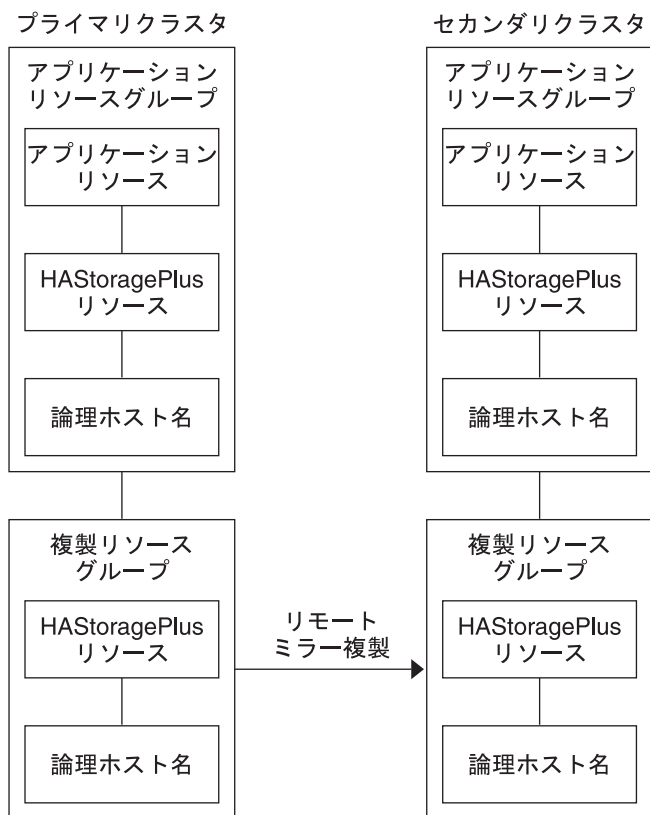 プライマリクラスタ
アプリケーション
リソースグループ
アプリケーション
リソース
HAStoragePlus
リソース
論理ホスト名
複製リソース
グループ
HAStoragePlus
リソース
論理ホスト名
リモート
ミラー複製
セカンダリクラスタ
アプリケーション
リソースグループ
アプリケーション
リソース
HAStoragePlus
リソース
論理ホスト名
複製リソース
グループ
HAStoragePlus
リソース
論理ホスト名